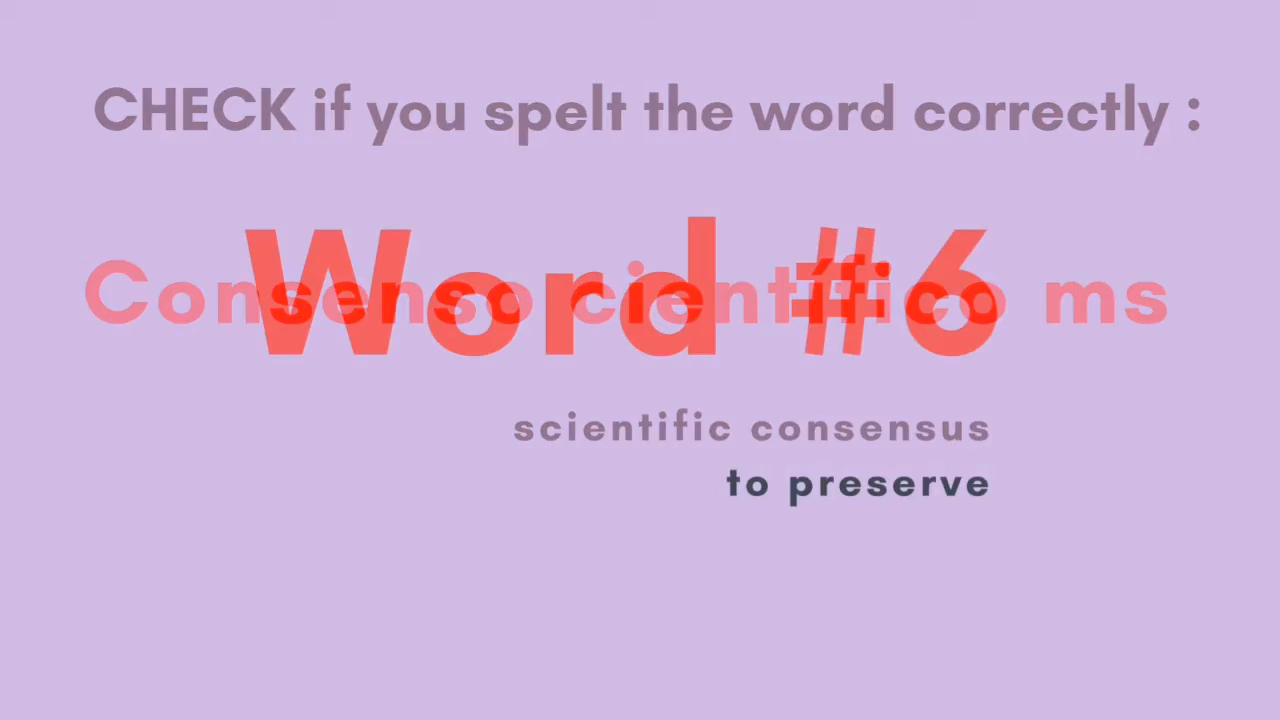 CHECK if you spelt the word correctly :
Word #6
Consenso científico ms
scientific consensus
to preserve